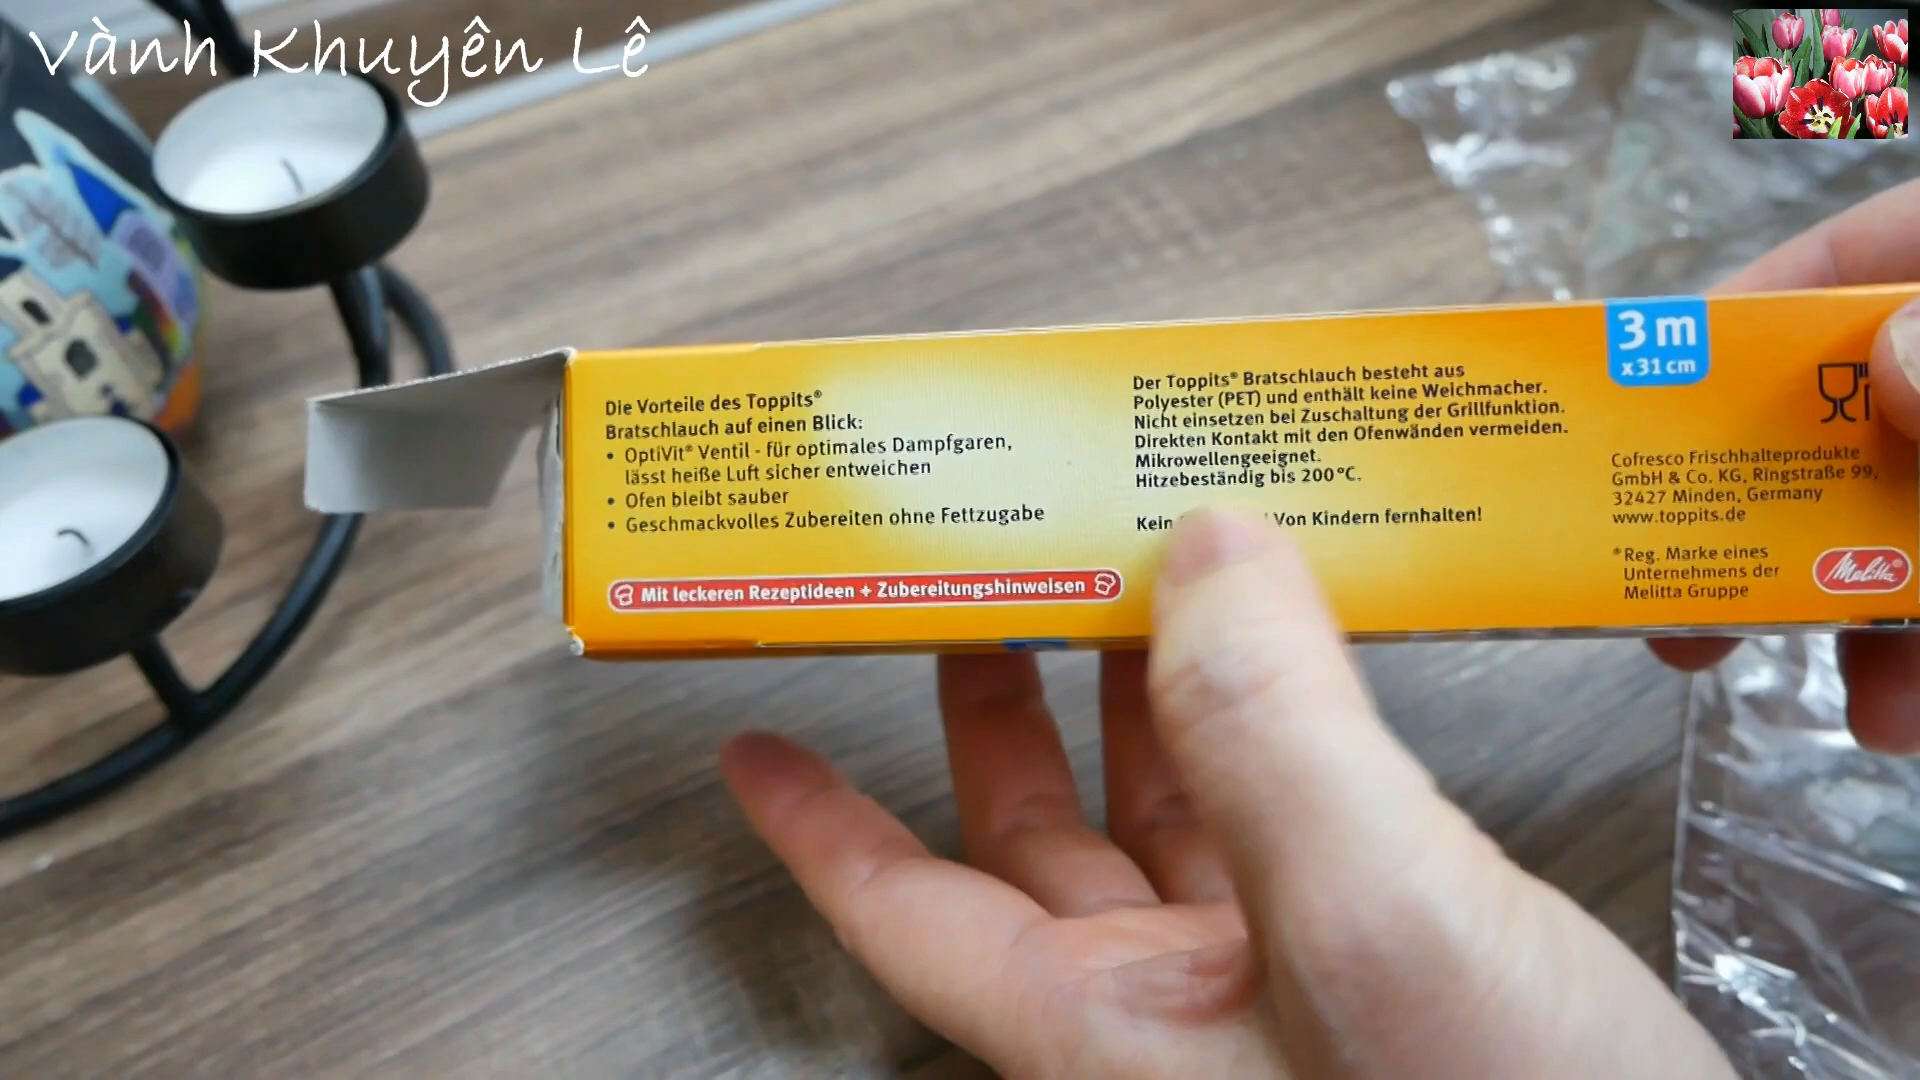 Vành Khuyên Lê
Die Vorteile des Toppits®
Bratschlauch auf einen Blick:
• OptiVit® Ventil - für optimales Dampfgaren,
lässt heiße Luft sicher entweichen
• Ofen bleibt sauber
• Geschmackvolles Zubereiten ohne Fettzugabe
Mit leckeren Rezeptideen + Zubereitungshinweisen
Der Toppits® Bratschlauch besteht aus
Polyester (PET) und enthält keine Weichmacher.
Nicht einsetzen bei Zuschaltung der Grillfunktion.
Direkten Kontakt mit den Ofenwänden vermeiden.
Mikrowellengeeignet.
Hitzebeständig bis 200°C.
Kein Von Kindern fernhalten!
3 m
x 31 cm
Cofresco Frischhalteprodukte
GmbH & Co. KG, Ringstraße 99,
32427 Minden, Germany
www.toppits.de
®Reg. Marke eines
Unternehmens der
Melitta Gruppe
Melitta®